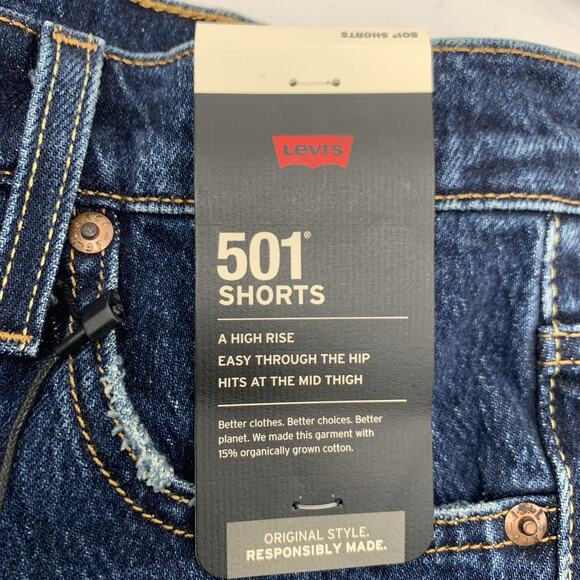 501® SHORTS
Levi's
501®
SHORTS
A HIGH RISE
EASY THROUGH THE HIP
HITS AT THE MID THIGH
Better clothes. Better choices. Better
planet. We made this garment with
15% organically grown cotton.
ORIGINAL STYLE.
RESPONSIBLY MADE.